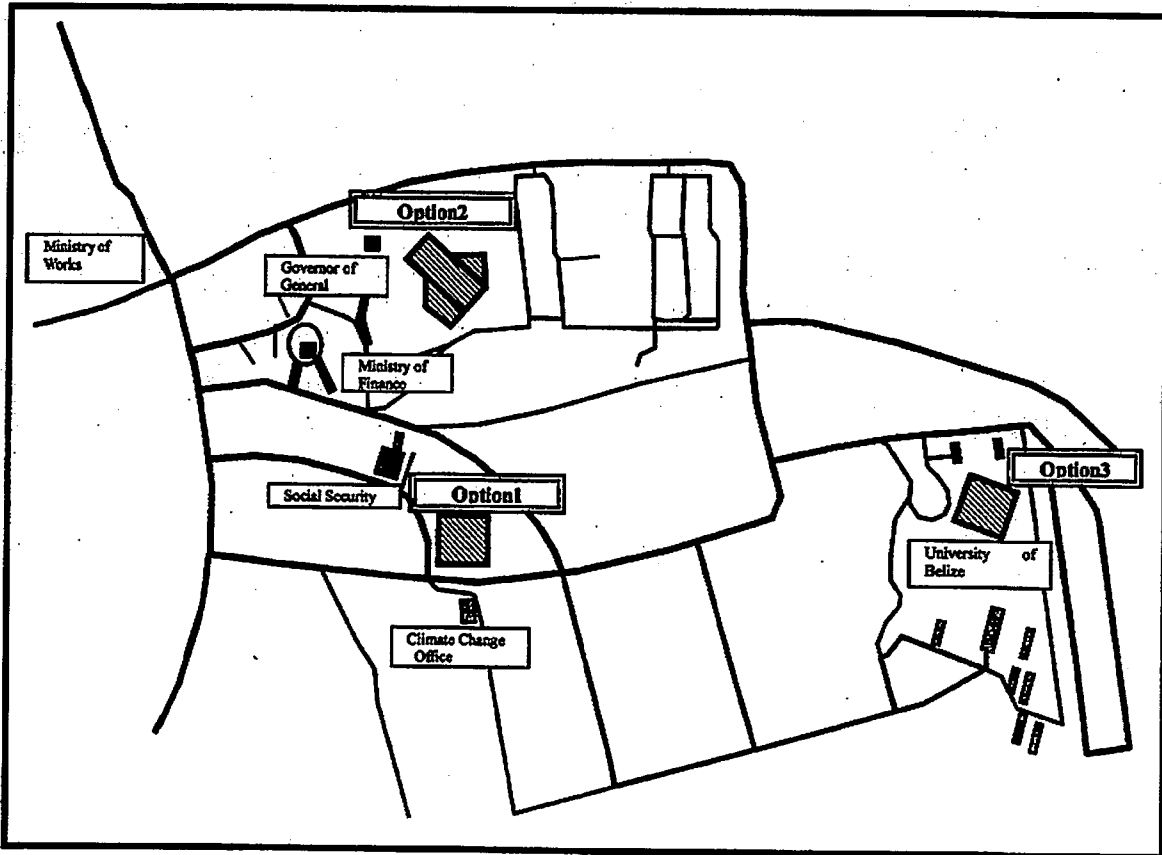 Option2
Ministry of
Works
Governor of
General
Ministry of
Finance
Option3
Social Security
Option1
University of
Belize
Climate Change
Office